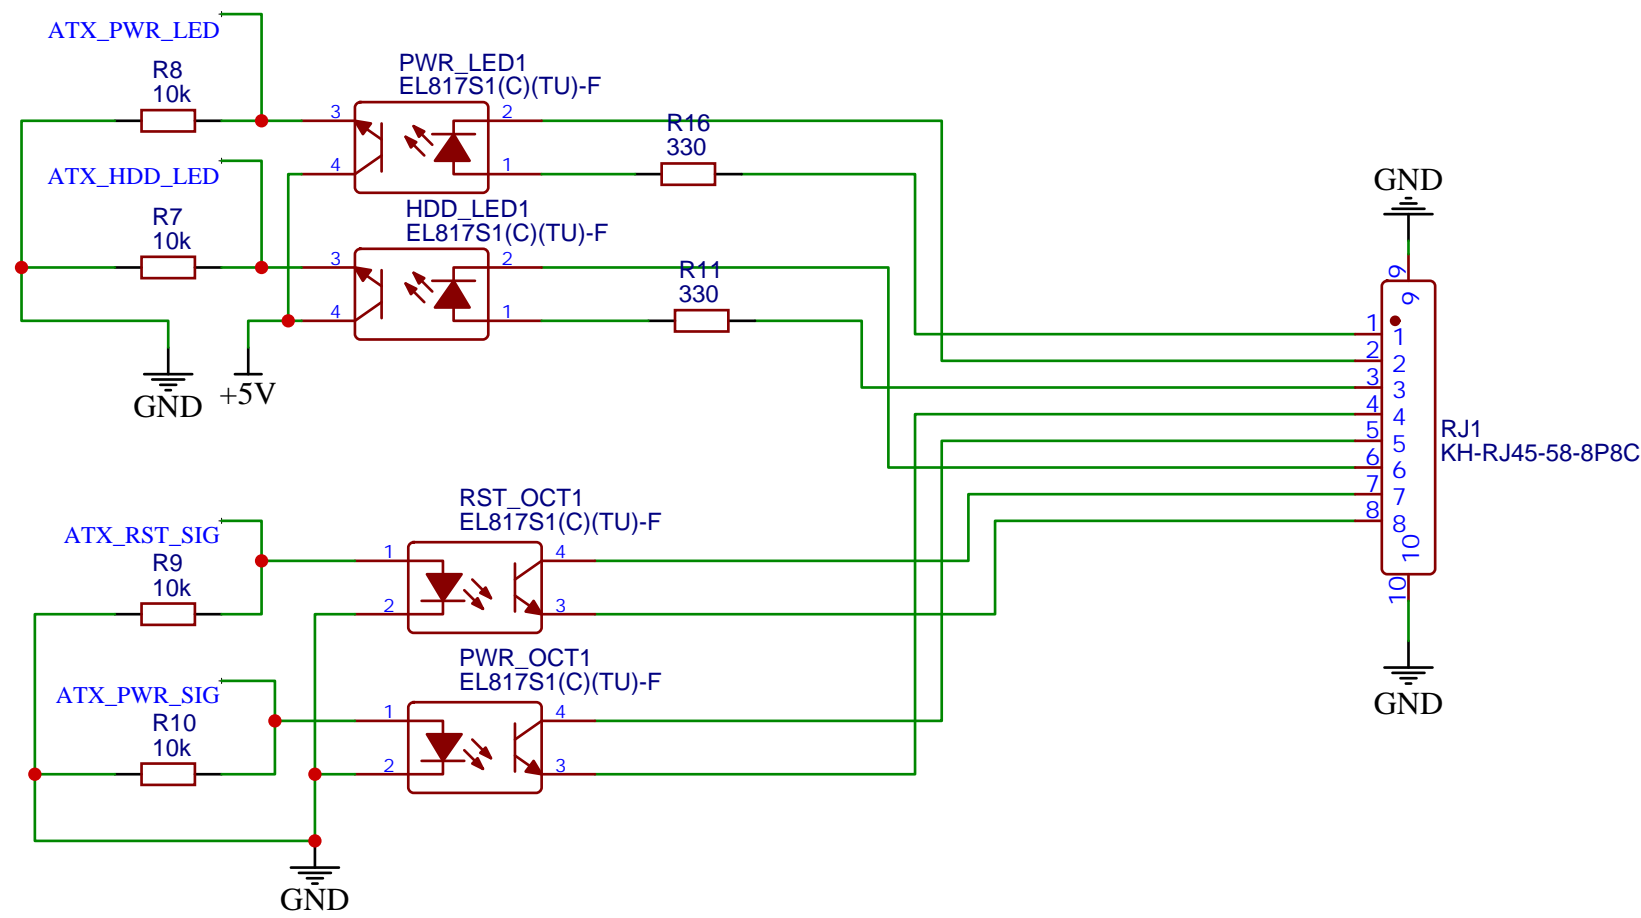 ATX_PWR_LED
R8
10k
PWR_LED1
EL817S1(C)(TU)-F
3
4
2
1
R16
330
ATX_HDD_LED
R7
10k
HDD_LED1
EL817S1(C)(TU)-F
3
4
2
1
R11
330
GND
+5V
GND
9
9
1
2
3
4
5
6
7
8
1
2
3
4
5
6
7
8
10
10
RJ1
KH-RJ45-58-8P8C
GND
ATX_RST_SIG
R9
10k
RST_OCT1
EL817S1(C)(TU)-F
1
2
4
3
ATX_PWR_SIG
R10
10k
PWR_OCT1
EL817S1(C)(TU)-F
1
2
4
3
GND